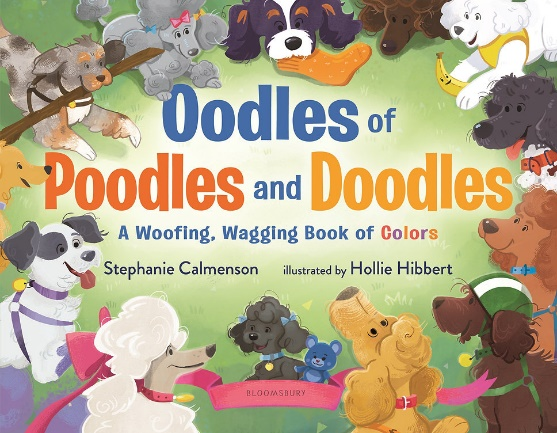 Oodles of
Poodles and Doodles
A Woofing, Wagging Book of Colors
Stephanie Calmenson illustrated by Hollie Hibbert
BLOOMSBURY